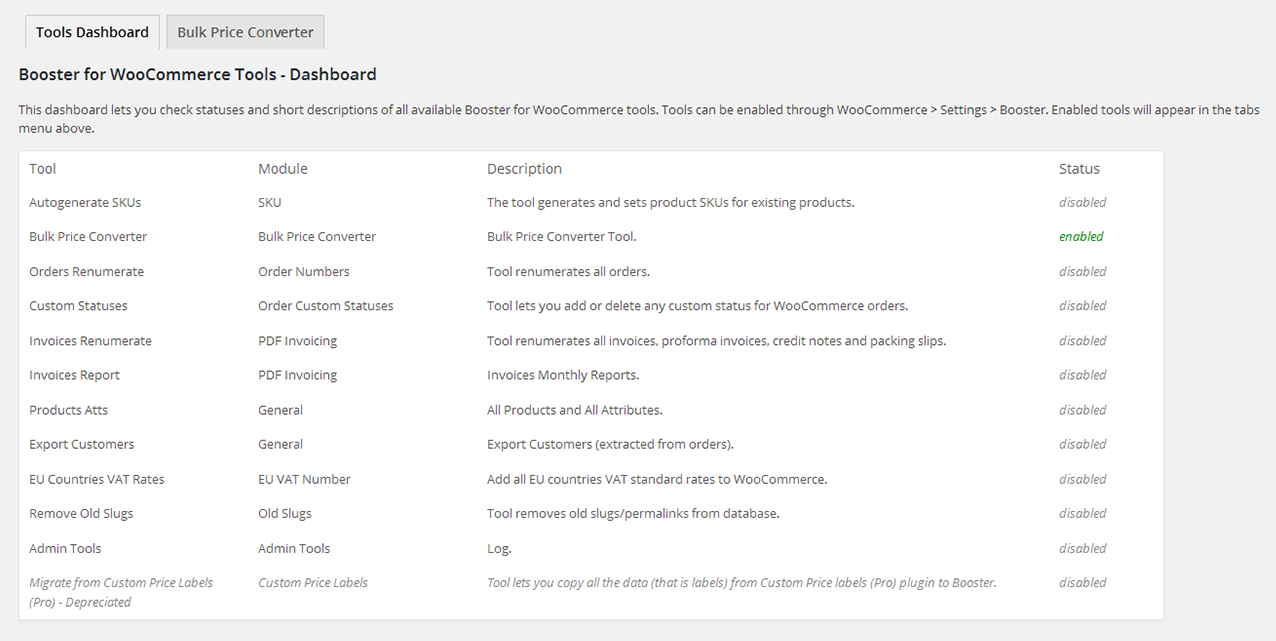 Tools Dashboard
Bulk Price Converter
Booster for WooCommerce Tools - Dashboard
This dashboard lets you check statuses and short descriptions of all available Booster for WooCommerce tools. Tools can be enabled through WooCommerce > Settings > Booster. Enabled tools will appear in the tabs
menu above.
Tool Module Description Status
Autogenerate SKUs SKU The tool generates and sets product SKUs for existing products. disabled
Bulk Price Converter Bulk Price Converter Bulk Price Converter Tool. enabled
Orders Renumerate Order Numbers Tool renumerates all orders. disabled
Custom Statuses Order Custom Statuses Tool lets you add or delete any custom status for WooCommerce orders. disabled
Invoices Renumerate PDF Invoicing Tool renumerates all invoices, proforma invoices, credit notes and packing slips. disabled
Invoices Report PDF Invoicing Invoices Monthly Reports. disabled
Products Atts General All Products and All Attributes. disabled
Export Customers General Export Customers (extracted from orders). disabled
EU Countries VAT Rates EU VAT Number Add all EU countries VAT standard rates to WooCommerce. disabled
Remove Old Slugs Old Slugs Tool removes old slugs/permalinks from database. disabled
Admin Tools Admin Tools Log. disabled
Migrate from Custom Price Labels Custom Price Labels Tool lets you copy all the data (that is labels) from Custom Price labels (Pro) plugin to Booster. disabled
(Pro) - Depreciated